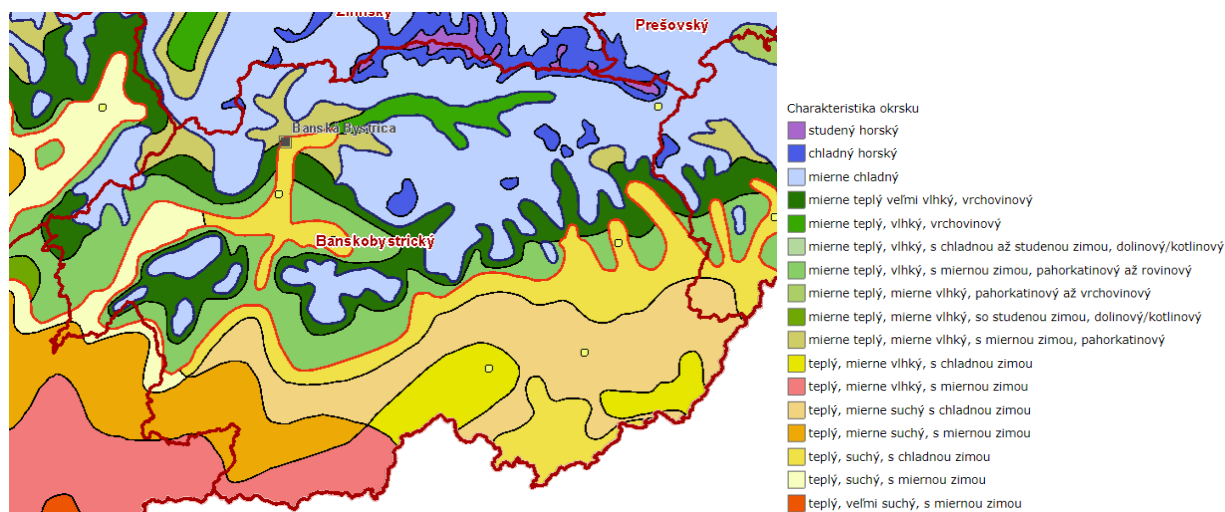 Žilinský
Prešovský
Banska Bystrica
Banskobystrický
Charakteristika okrsku
studený horský
chladný horský
mierne chladný
mierne teplý veľmi vlhký, vrchovinový
mierne teplý, vlhký, vrchovinový
mierne teplý, vlhký, s chladnou až studenou zimou, dolinový/kotlinový
mierne teplý, vlhký, s miernou zimou, pahorkatinový až rovinový
mierne teplý, mierne vlhký, pahorkatinový až vrchovinový
mierne teplý, mierne vlhký, so studenou zimou, dolinový/kotlinový
mierne teplý, mierne vlhký, s miernou zimou, pahorkatinový
teplý, mierne vlhký, s chladnou zimou
teplý, mierne vlhký, s miernou zimou
teplý, mierne suchý s chladnou zimou
teplý, mierne suchý, s miernou zimou
teplý, suchý, s chladnou zimou
teplý, suchý, s miernou zimou
teplý, veľmi suchý, s miernou zimou